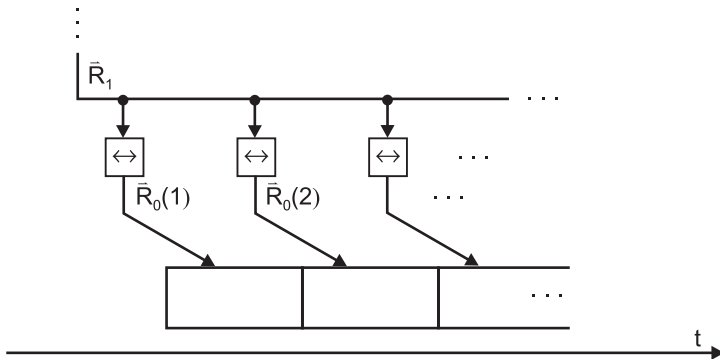 R⃗₁
. . .
↔ ↔ ↔ . . .
R⃗₀(1) R⃗₀(2) . . .
. . .
t